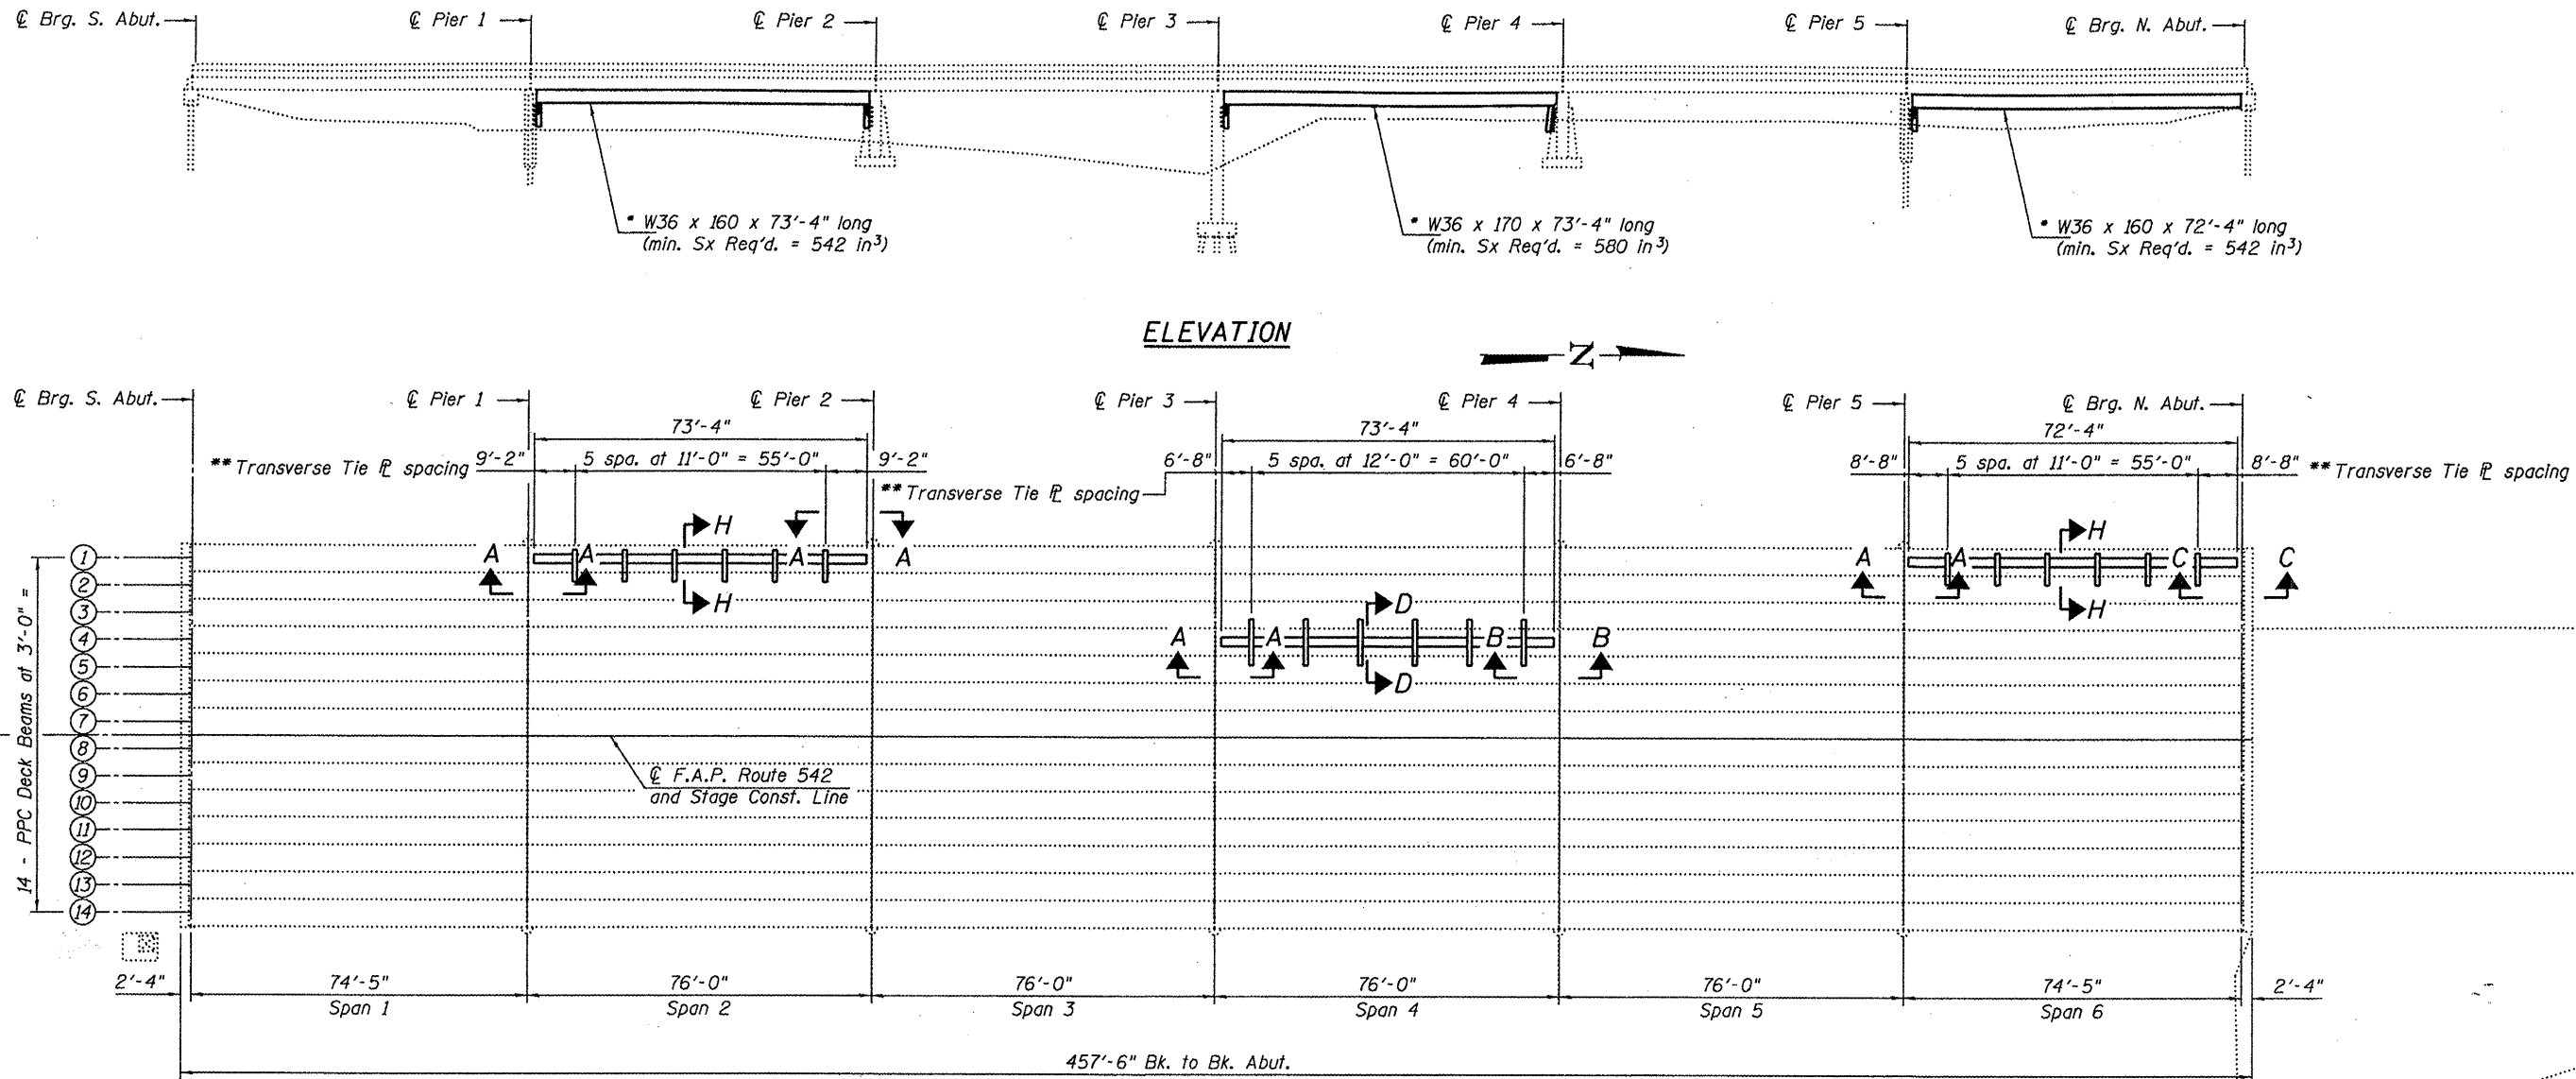 ℄ Brg. S. Abut.
℄ Pier 1
℄ Pier 2
℄ Pier 3
℄ Pier 4
℄ Pier 5
℄ Brg. N. Abut.
* W36 x 160 x 73'-4" long
(min. Sx Req'd. = 542 in³)
* W36 x 170 x 73'-4" long
(min. Sx Req'd. = 580 in³)
* W36 x 160 x 72'-4" long
(min. Sx Req'd. = 542 in³)
ELEVATION
Z
℄ Brg. S. Abut.
℄ Pier 1
℄ Pier 2
℄ Pier 3
℄ Pier 4
℄ Pier 5
℄ Brg. N. Abut.
73'-4"
73'-4"
72'-4"
** Transverse Tie ⅊ spacing
9'-2"
5 spa. at 11'-0" = 55'-0"
9'-2"
** Transverse Tie ⅊ spacing
6'-8"
5 spa. at 12'-0" = 60'-0"
6'-8"
8'-8"
5 spa. at 11'-0" = 55'-0"
8'-8"
** Transverse Tie ⅊ spacing
H
H
A
A
A
A
A
A
C
C
H
H
D
D
A
A
B
B
14 - PPC Deck Beams at 3'-0" =
1
2
3
4
5
6
7
8
9
10
11
12
13
14
℄ F.A.P. Route 542
and Stage Const. Line
2'-4"
74'-5"
76'-0"
76'-0"
76'-0"
76'-0"
74'-5"
2'-4"
Span 1
Span 2
Span 3
Span 4
Span 5
Span 6
457'-6" Bk. to Bk. Abut.